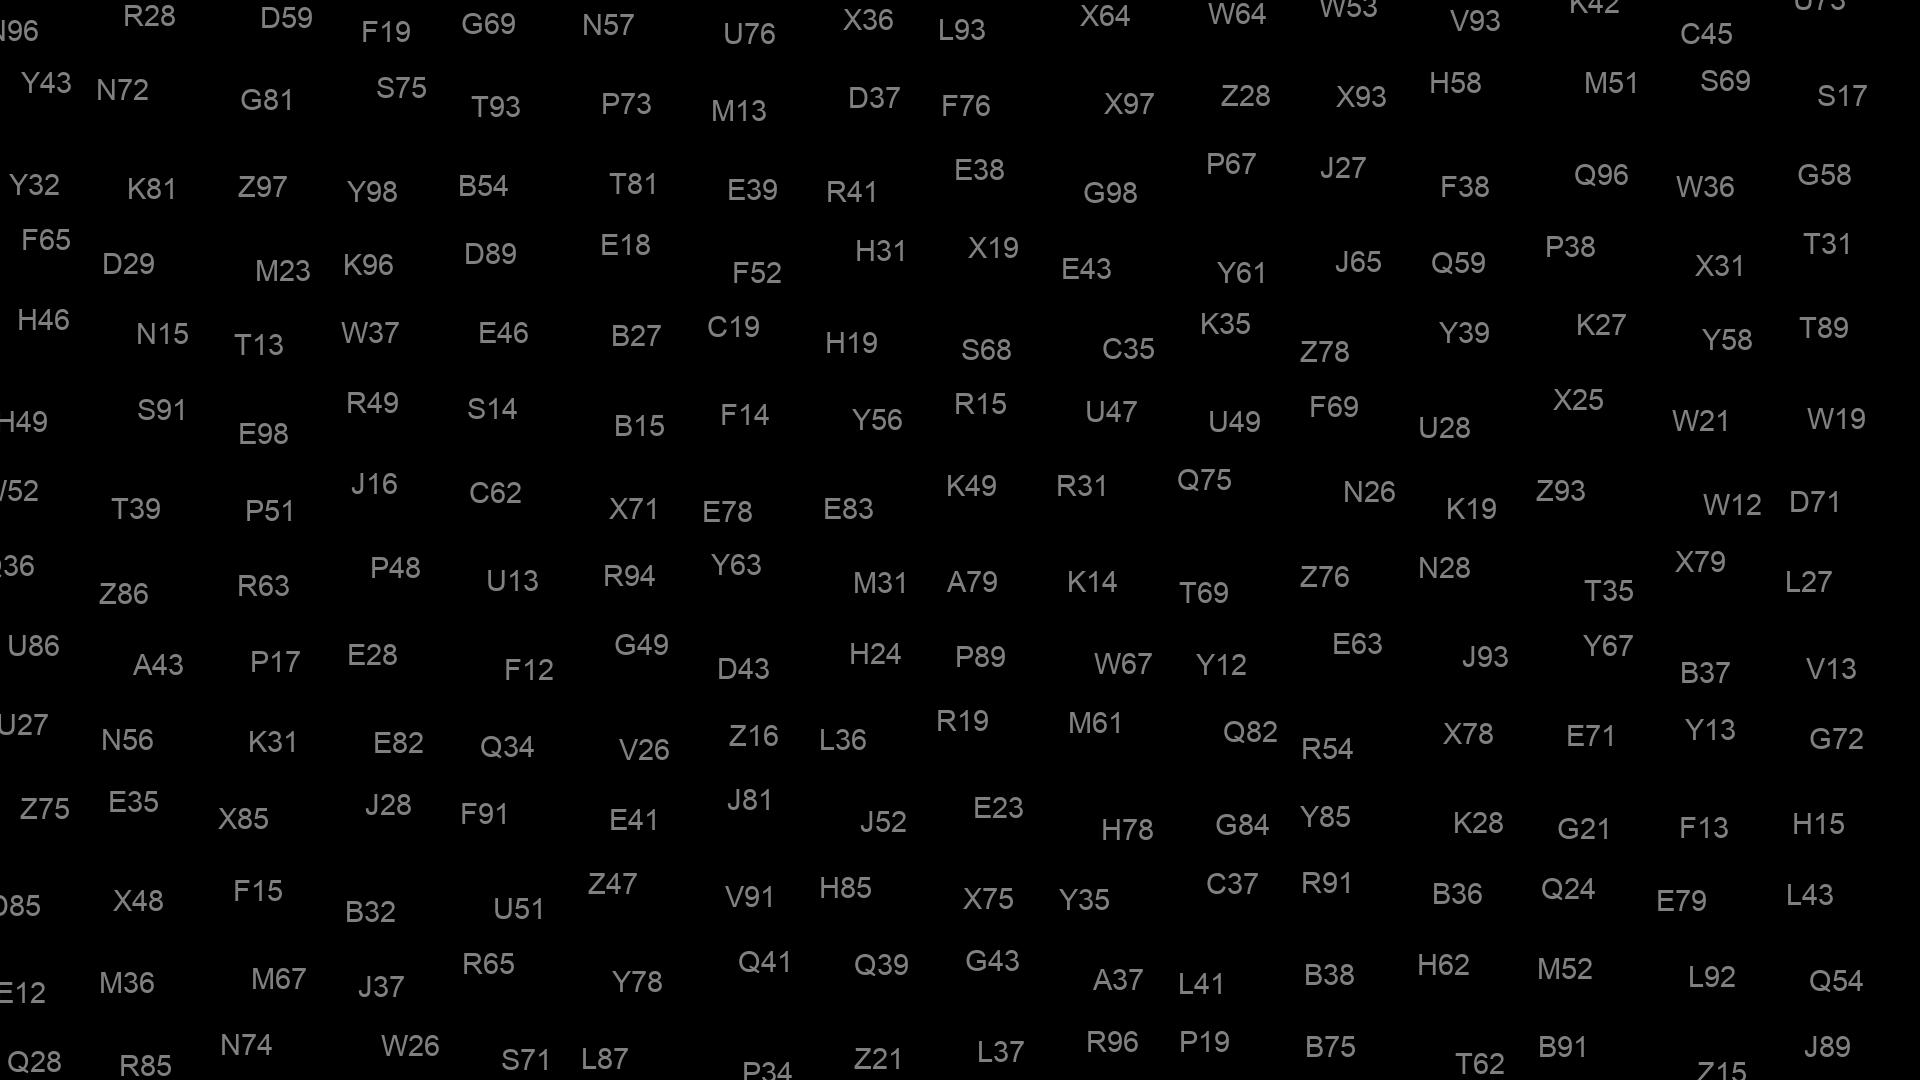 R28 D59 F19 G69 N57 U76 X36 L93 X64 W64 W53 V93 K42 C45 U73
Y43 N72 G81 S75 T93 P73 M13 D37 F76 X97 Z28 X93 H58 M51 S69 S17
Y32 K81 Z97 Y98 B54 T81 E39 R41 E38 G98 P67 J27 F38 Q96 W36 G58
F65 D29 M23 K96 D89 E18 F52 H31 X19 E43 Y61 J65 Q59 P38 X31 T31
H46 N15 T13 W37 E46 B27 C19 H19 S68 C35 K35 Z78 Y39 K27 Y58 T89
H49 S91 E98 R49 S14 B15 F14 Y56 R15 U47 U49 F69 U28 X25 W21 W19
T39 P51 J16 C62 X71 E78 E83 K49 R31 Q75 N26 K19 Z93 W12 D71
Z86 R63 P48 U13 R94 Y63 M31 A79 K14 T69 Z76 N28 T35 X79 L27
U86 A43 P17 E28 F12 G49 D43 H24 P89 W67 Y12 E63 J93 Y67 B37 V13
U27 N56 K31 E82 Q34 V26 Z16 L36 R19 M61 Q82 R54 X78 E71 Y13 G72
Z75 E35 X85 J28 F91 E41 J81 J52 E23 H78 G84 Y85 K28 G21 F13 H15
X48 F15 B32 U51 Z47 V91 H85 X75 Y35 C37 R91 B36 Q24 E79 L43
E12 M36 M67 J37 R65 Y78 Q41 Q39 G43 A37 L41 B38 H62 M52 L92 Q54
Q28 R85 N74 W26 S71 L87 P34 Z21 L37 R96 P19 B75 T62 B91 Z15 J89